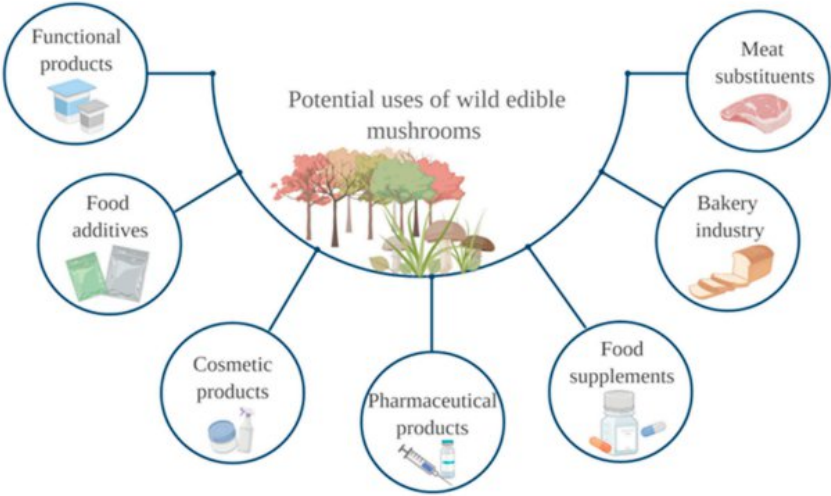 Potential uses of wild edible
mushrooms
Functional
products
Food
additives
Cosmetic
products
Pharmaceutical
products
Food
supplements
Bakery
industry
Meat
substituents